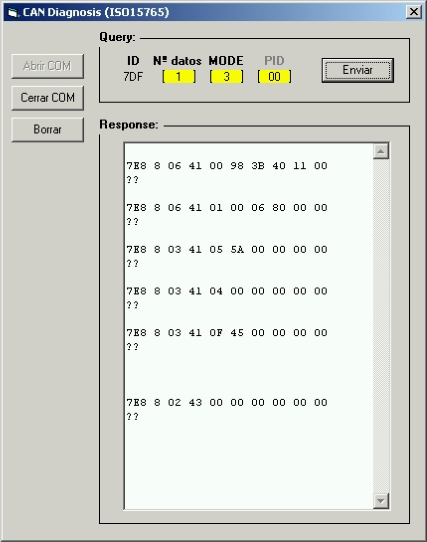 CAN Diagnosis (ISO15765)
Query:
ID Nº datos MODE PID
7DF [ 1 ] [ 3 ] [ 00 ]
Enviar
Abrir COM
Cerrar COM
Borrar
Response:
7E8 8 06 41 00 98 3B 40 11 00
??
7E8 8 06 41 01 00 06 80 00 00
??
7E8 8 03 41 05 5A 00 00 00 00
??
7E8 8 03 41 04 00 00 00 00 00
??
7E8 8 03 41 0F 45 00 00 00 00
??
7E8 8 02 43 00 00 00 00 00 00
??